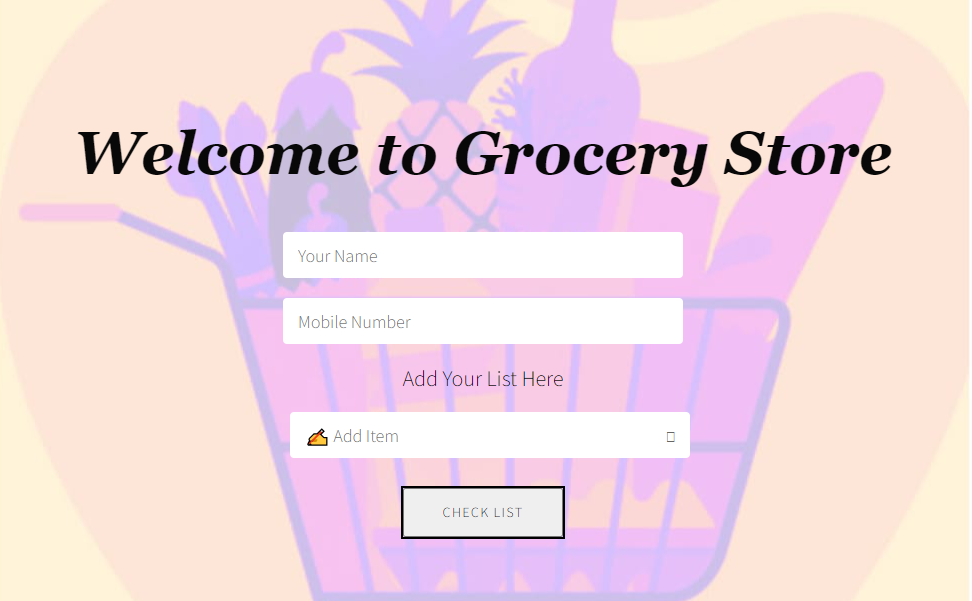 Welcome to Grocery Store
Your Name
Mobile Number
Add Your List Here
✍️ Add Item
CHECK LIST